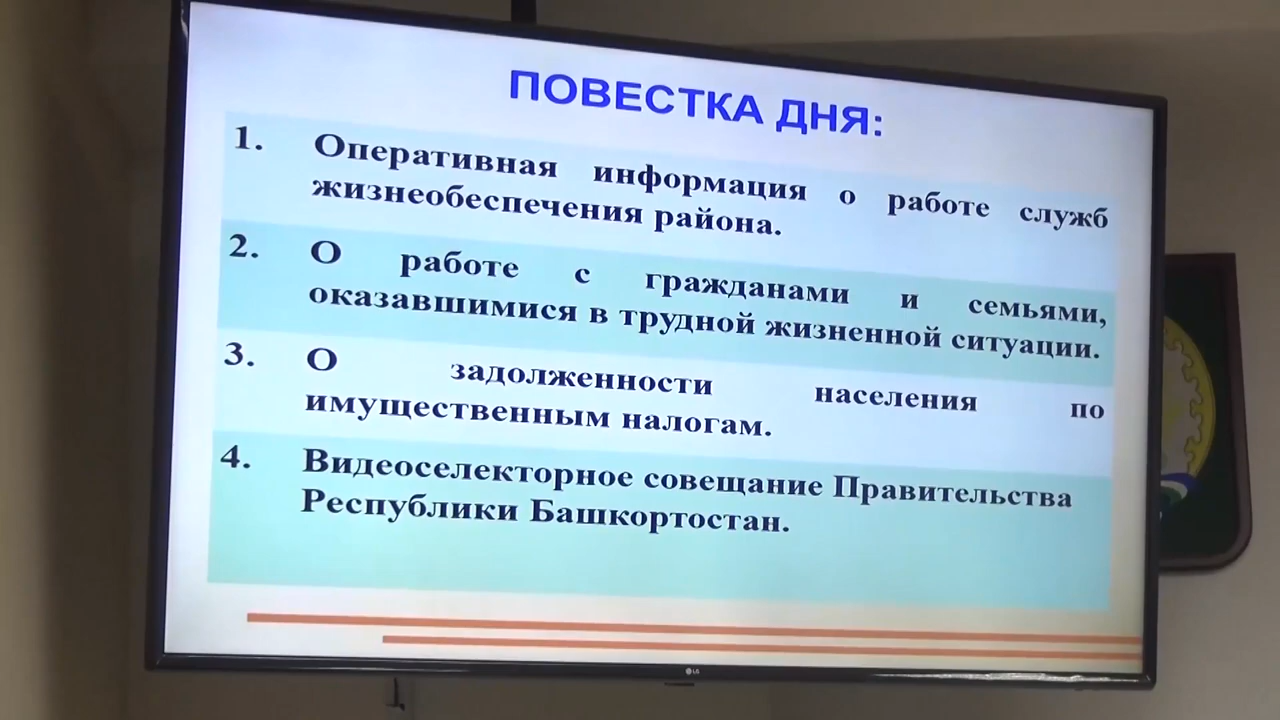 ПОВЕСТКА ДНЯ:
1. Оперативная информация о работе служб
жизнеобеспечения района.
2. О работе с гражданами и семьями,
оказавшимися в трудной жизненной ситуации.
3. О задолженности населения по
имущественным налогам.
4. Видеоселекторное совещание Правительства
Республики Башкортостан.
LG